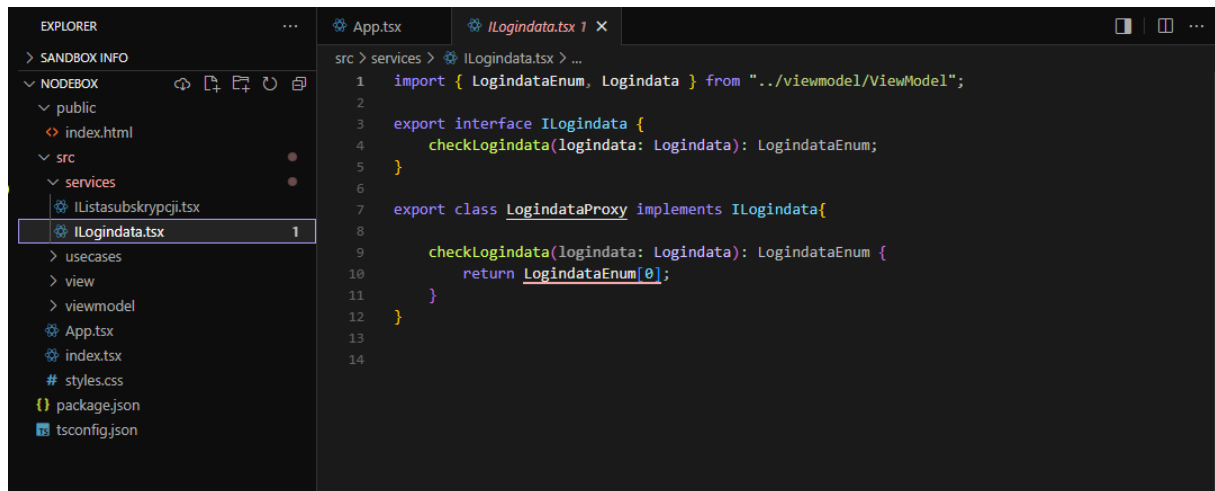 EXPLORER
SANDBOX INFO
NODEBOX
public
index.html
src
services
IListasubskrypcji.tsx
ILogindata.tsx 1
usecases
view
viewmodel
App.tsx
index.tsx
# styles.css
{} package.json
TS tsconfig.json
App.tsx ILogindata.tsx 1
src > services > ILogindata.tsx > ...
1 import { LogindataEnum, Logindata } from "../viewmodel/ViewModel";
2
3 export interface ILogindata {
4 checkLogindata(logindata: Logindata): LogindataEnum;
5 }
6
7 export class LogindataProxy implements ILogindata{
8
9 checkLogindata(logindata: Logindata): LogindataEnum {
10 return LogindataEnum[0];
11 }
12 }
13
14